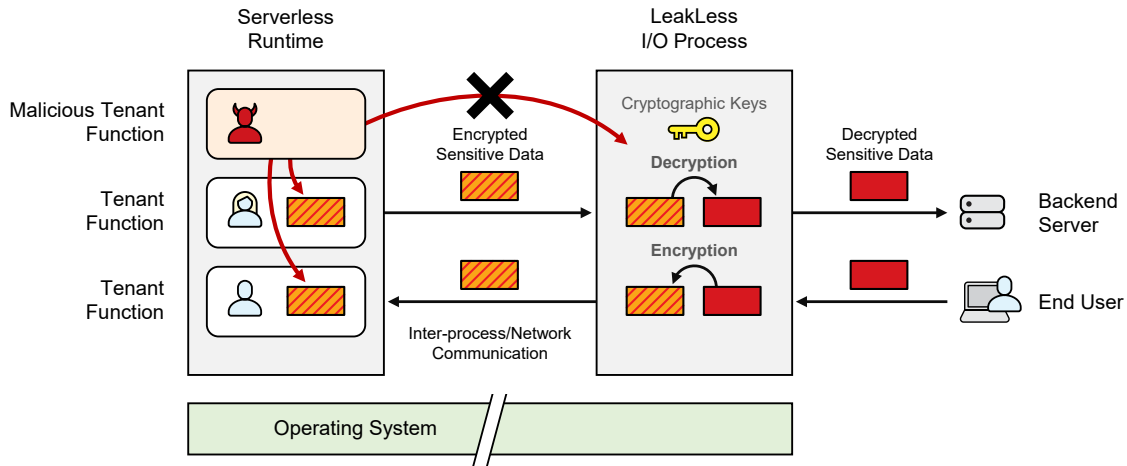 Serverless
Runtime
LeakLess
I/O Process
Malicious Tenant
Function
Cryptographic Keys
Encrypted
Sensitive Data
Decrypted
Sensitive Data
Decryption
Tenant
Function
Backend
Server
Encryption
Tenant
Function
End User
Inter-process/Network
Communication
Operating System